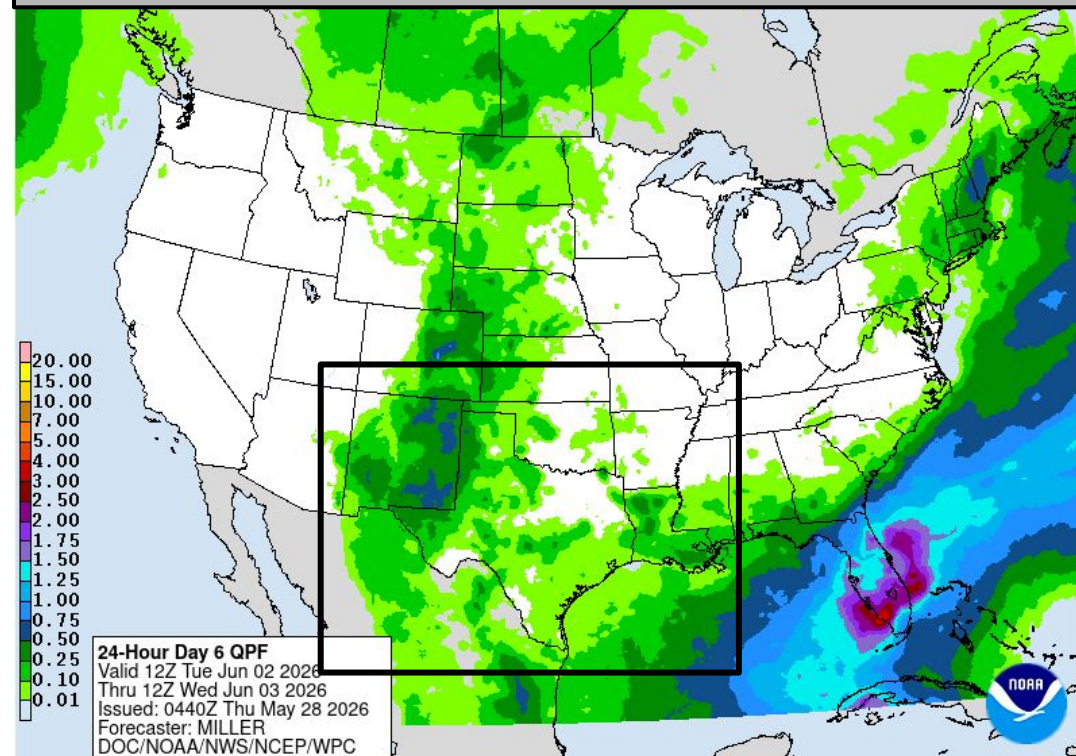 20.00
15.00
10.00
7.00
5.00
4.00
3.00
2.50
2.00
1.75
1.50
1.25
1.00
0.75
0.50
0.25
0.10
0.01
24-Hour Day 6 QPF
Valid 12Z Tue Jun 02 2026
Thru 12Z Wed Jun 03 2026
Issued: 0440Z Thu May 28 2026
Forecaster: MILLER
DOC/NOAA/NWS/NCEP/WPC
NOAA